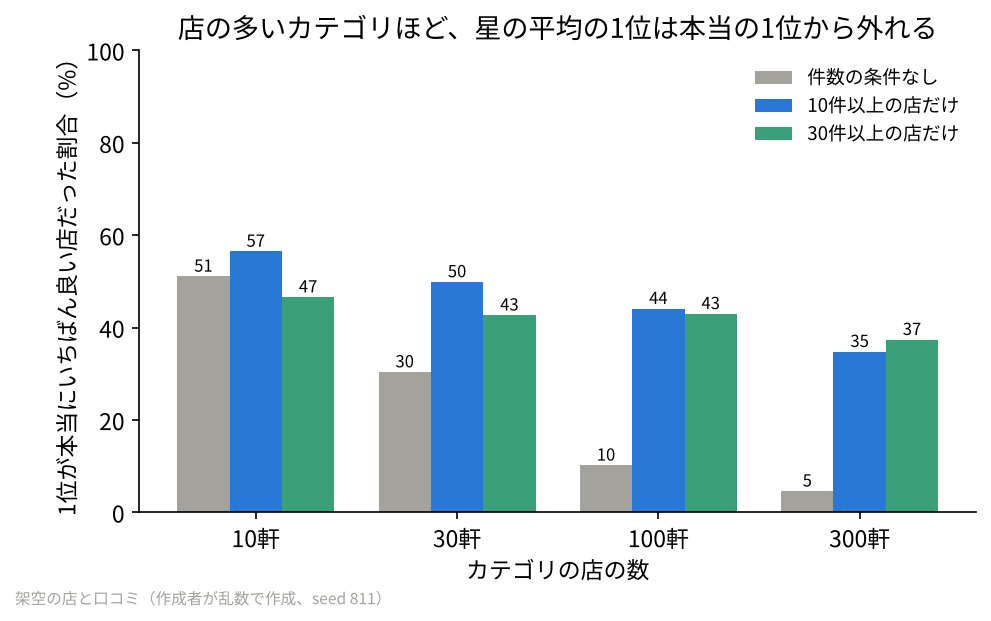 店の多いカテゴリほど、星の平均の1位は本当の1位から外れる
1位が本当にいちばん良い店だった割合（%）
100
80
60
40
20
0
件数の条件なし
10件以上の店だけ
30件以上の店だけ
51
57
47
30
50
43
10
44
43
5
35
37
10軒
30軒
100軒
300軒
カテゴリの店の数
架空の店と口コミ（作成者が乱数で作成、seed 811）